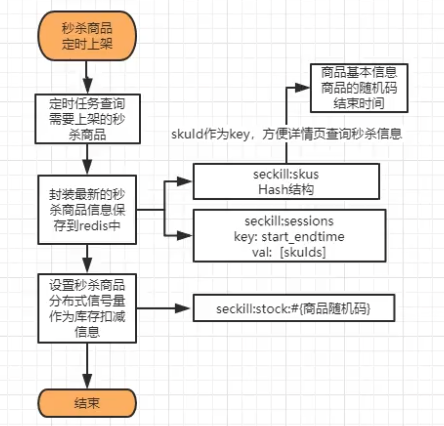 秒杀商品
定时上架
定时任务查询
需要上架的秒
杀商品
商品基本信息
商品的随机码
结束时间
skuId作为key，方便详情页查询秒杀信息
封装最新的秒
杀商品信息保
存到redis中
seckill:skus
Hash结构
seckill:sessions
key: start_endtime
val: [skuIds]
设置秒杀商品
分布式信号量
作为库存扣减
信息
seckill:stock:#(商品随机码)
结束